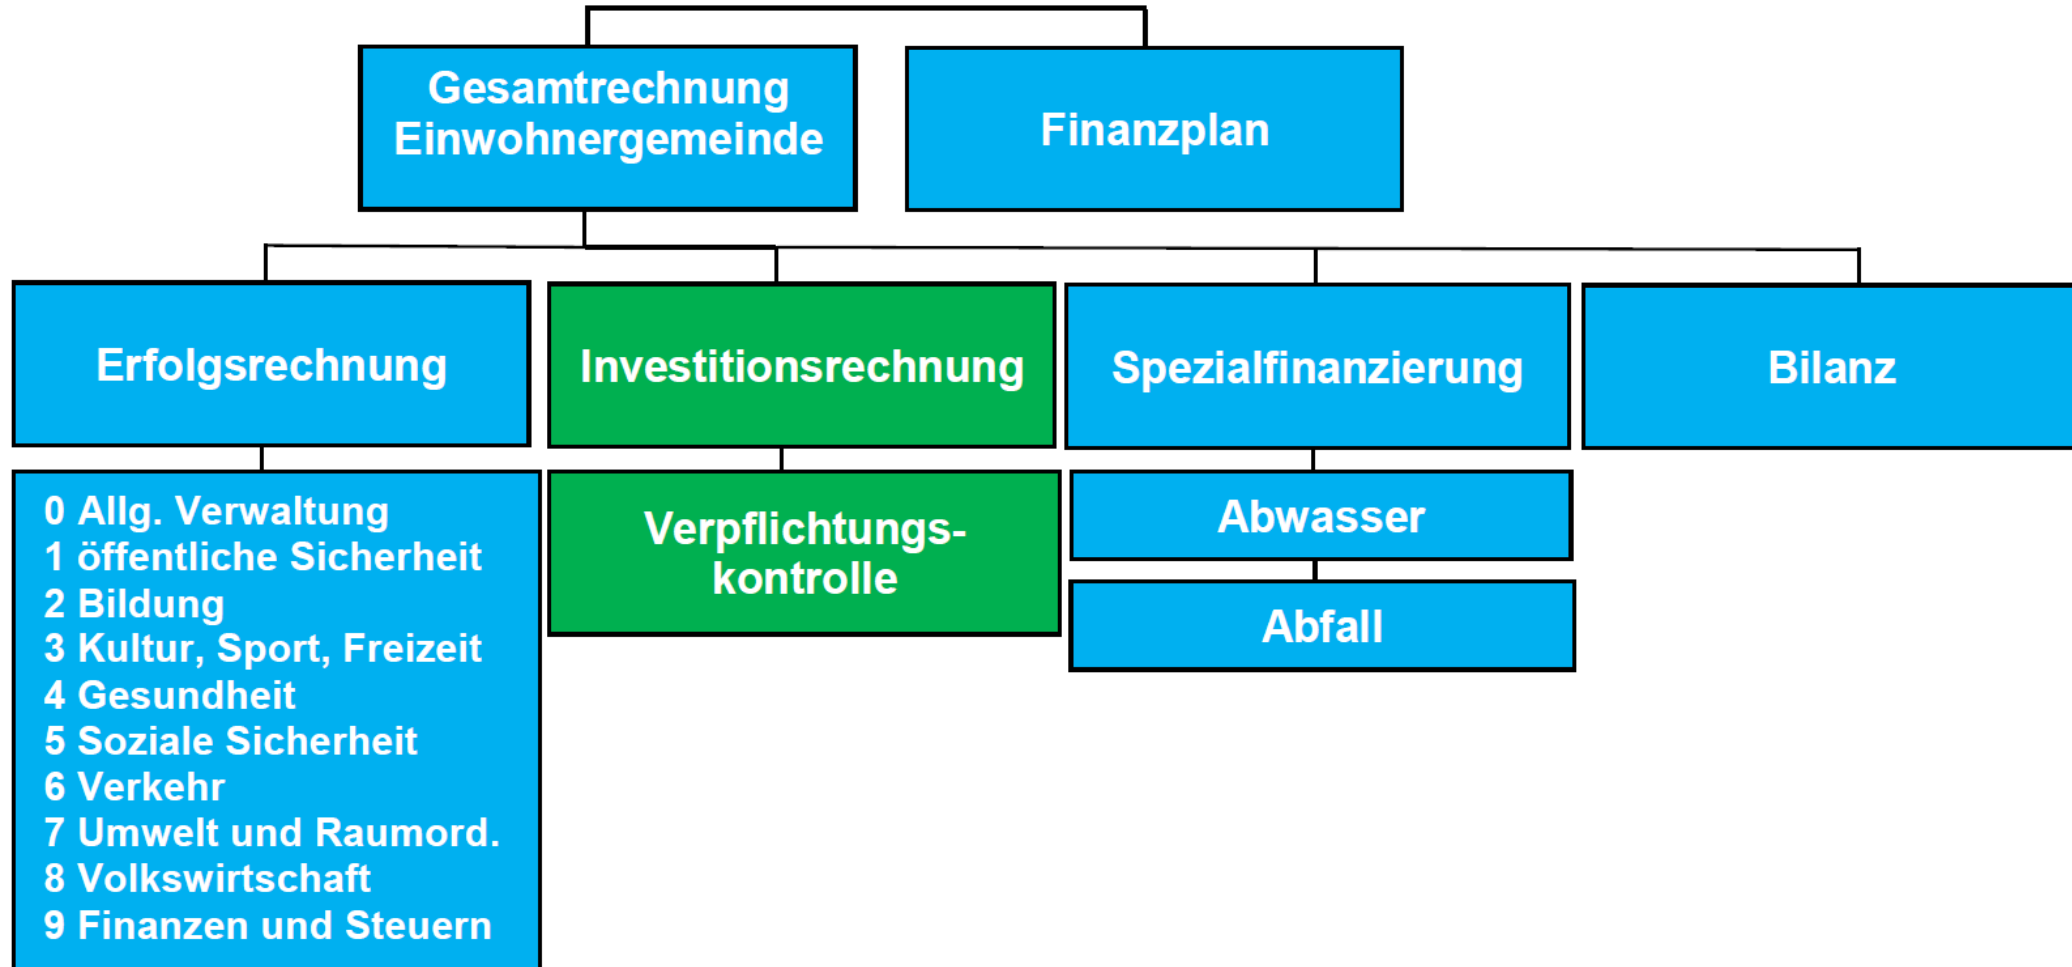 Gesamtrechnung
Einwohnergemeinde
Finanzplan
Erfolgsrechnung
Investitionsrechnung
Spezialfinanzierung
Bilanz
0 Allg. Verwaltung
1 öffentliche Sicherheit
2 Bildung
3 Kultur, Sport, Freizeit
4 Gesundheit
5 Soziale Sicherheit
6 Verkehr
7 Umwelt und Raumord.
8 Volkswirtschaft
9 Finanzen und Steuern
Verpflichtungs-
kontrolle
Abwasser
Abfall